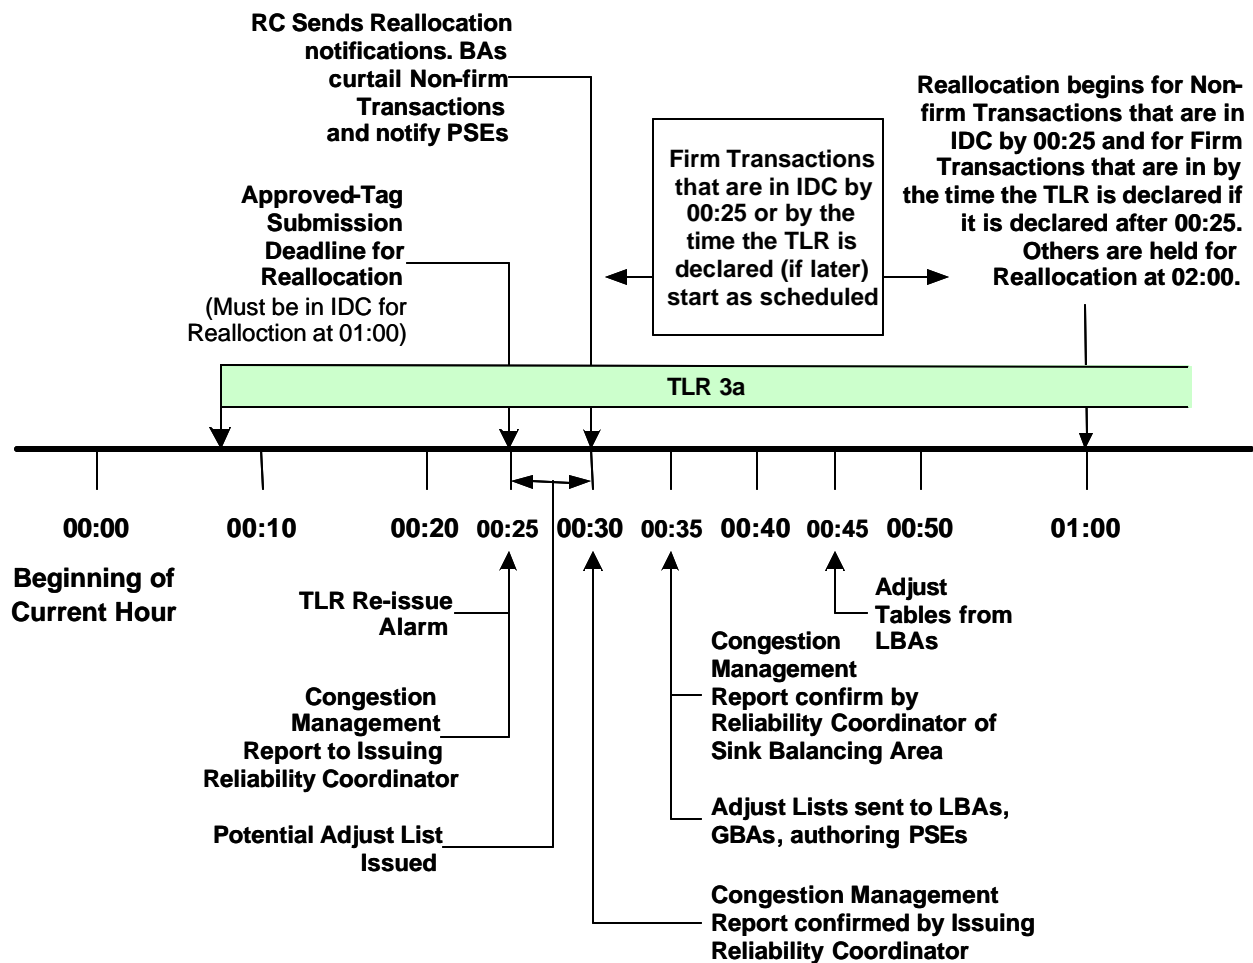 RC Sends Reallocation
notifications. BAs
curtail Non-firm
Transactions
and notify PSEs
Reallocation begins for Non-
firm Transactions that are in
IDC by 00:25 and for Firm
Transactions that are in by
the time the TLR is declared if
it is declared after 00:25.
Others are held for
Reallocation at 02:00.
Firm Transactions
that are in IDC by
00:25 or by the
time the TLR is
declared (if later)
start as scheduled
Approved-Tag
Submission
Deadline for
Reallocation
(Must be in IDC for
Realloction at 01:00)
TLR 3a
00:00
00:10
00:20
00:25
00:30
00:35
00:40
00:45
00:50
01:00
Beginning of
Current Hour
TLR Re-issue
Alarm
Adjust
Tables from
LBAs
Congestion
Management
Report to Issuing
Reliability Coordinator
Congestion
Management
Report confirm by
Reliability Coordinator of
Sink Balancing Area
Potential Adjust List
Issued
Adjust Lists sent to LBAs,
GBAs, authoring PSEs
Congestion Management
Report confirmed by Issuing
Reliability Coordinator